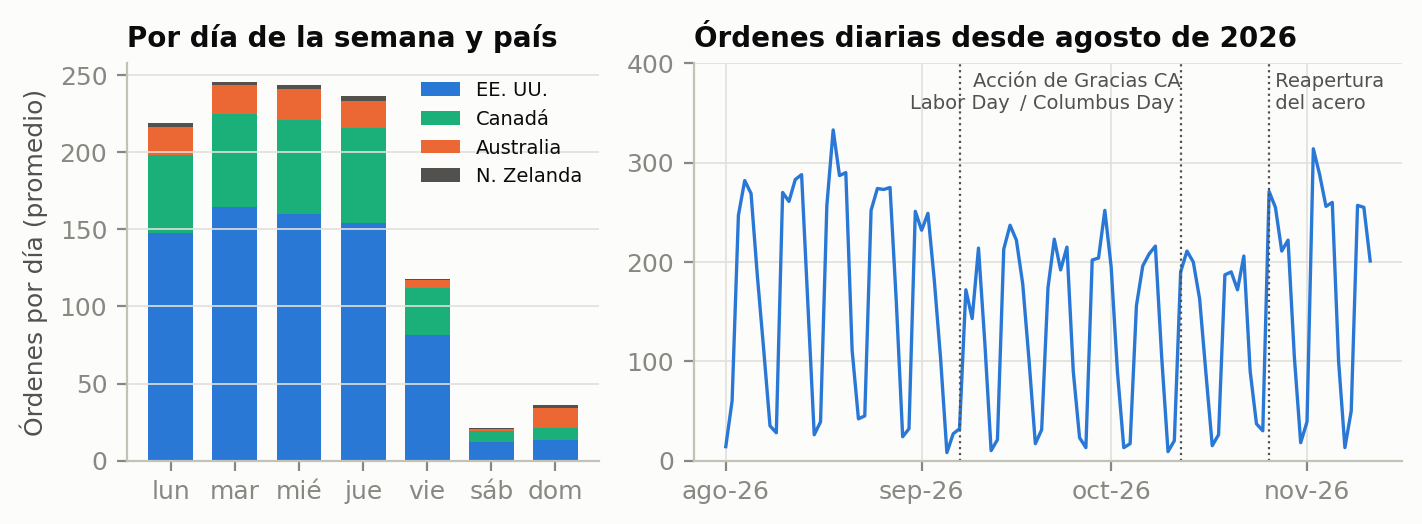 Por día de la semana y país
Órdenes por día (promedio)
250
200
150
100
50
0
lun mar mié jue vie sáb dom
EE. UU.
Canadá
Australia
N. Zelanda
Órdenes diarias desde agosto de 2026
400
300
200
100
0
ago-26 sep-26 oct-26 nov-26
Acción de Gracias CA
Labor Day / Columbus Day
Reapertura
del acero